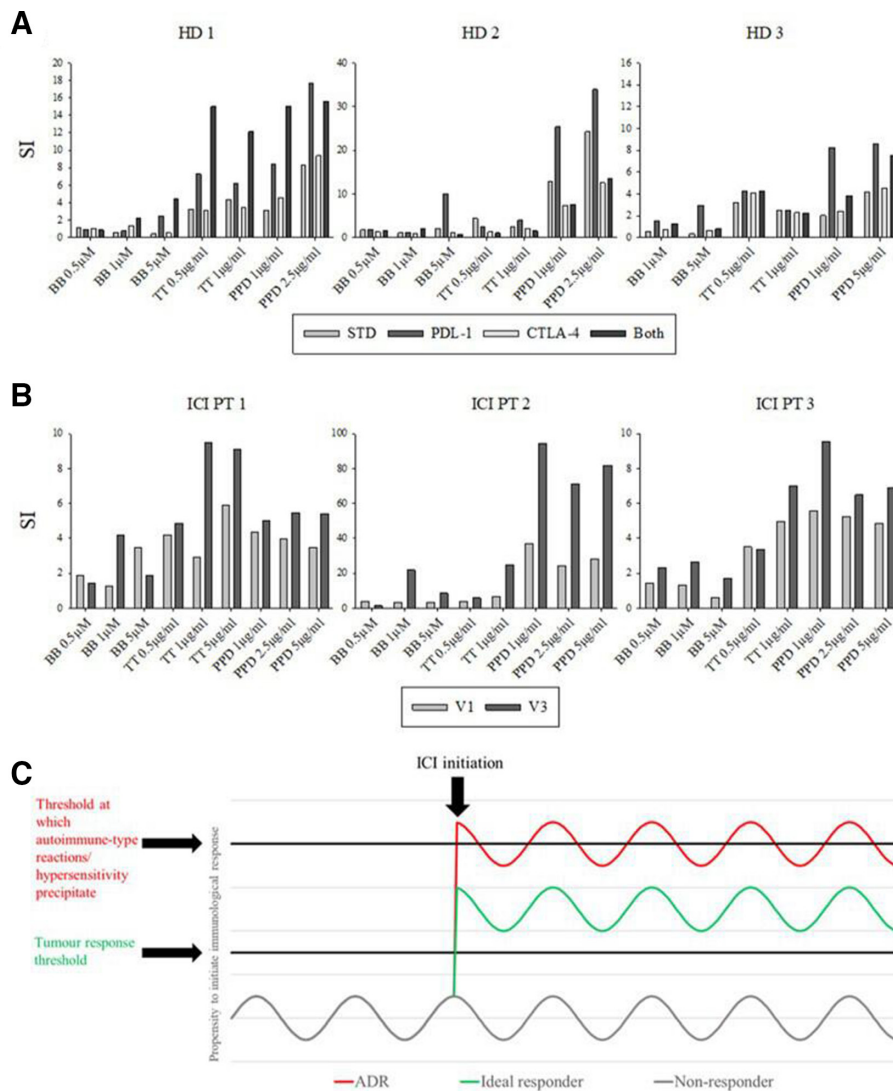 A
HD 1
HD 2
HD 3
SI
20
18
16
14
12
10
8
6
4
2
0
40
30
20
10
0
16
14
12
10
8
6
4
2
0
BB 0.5µM
BB 1µM
BB 5µM
TT 0.5µg/ml
TT 1µg/ml
PPD 1µg/ml
PPD 2.5µg/ml
BB 0.5µM
BB 1µM
BB 5µM
TT 0.5µg/ml
TT 1µg/ml
PPD 1µg/ml
PPD 2.5µg/ml
BB 1µM
BB 5µM
TT 0.5µg/ml
TT 1µg/ml
PPD 1µg/ml
PPD 5µg/ml
STD PDL-1 CTLA-4 Both
B
ICI PT 1
ICI PT 2
ICI PT 3
SI
10
8
6
4
2
0
100
80
60
40
20
0
10
8
6
4
2
0
BB 0.5µM
BB 1µM
BB 5µM
TT 0.5µg/ml
TT 1µg/ml
TT 5µg/ml
PPD 1µg/ml
PPD 2.5µg/ml
PPD 5µg/ml
BB 0.5µM
BB 1µM
BB 5µM
TT 0.5µg/ml
TT 1µg/ml
PPD 1µg/ml
PPD 2.5µg/ml
PPD 5µg/ml
BB 0.5µM
BB 1µM
BB 5µM
TT 0.5µg/ml
TT 1µg/ml
PPD 1µg/ml
PPD 2.5µg/ml
PPD 5µg/ml
V1 V3
C
ICI initiation
Threshold at
which
autoimmune-type
reactions/
hypersensitivity
precipitate
Tumour response
threshold
Propensity to initiate immunological response
ADR Ideal responder Non-responder